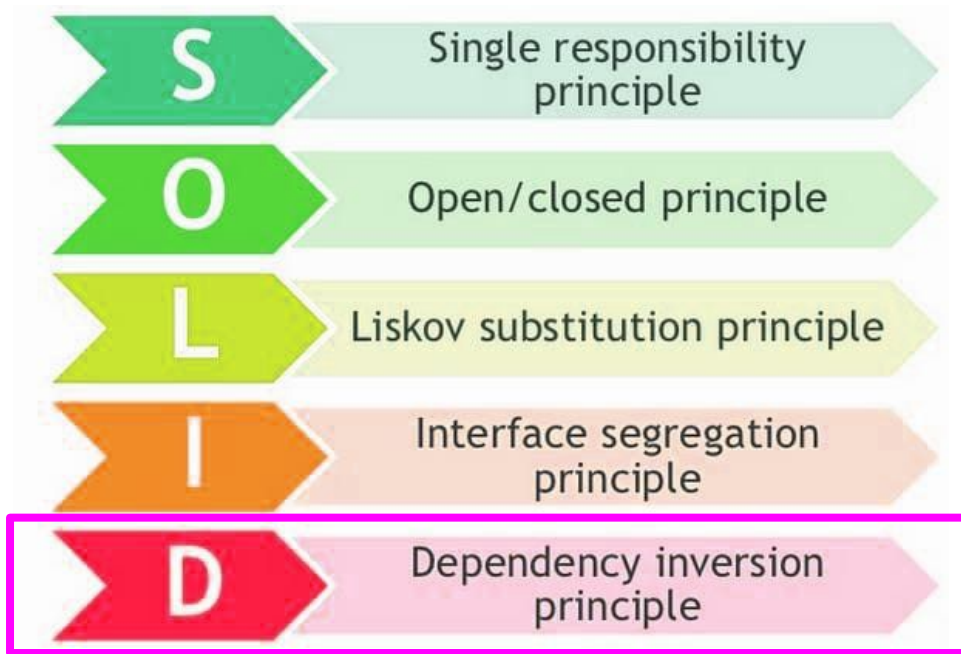 S
Single responsibility
principle
O
Open/closed principle
L
Liskov substitution principle
I
Interface segregation
principle
D
Dependency inversion
principle